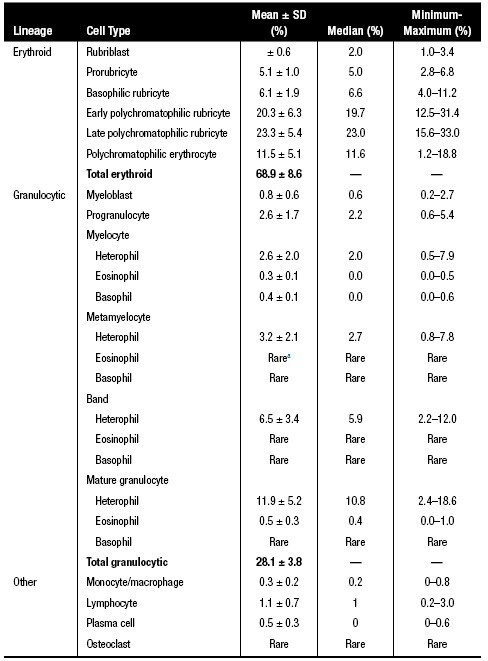 Lineage Cell Type Mean ± SD (%) Median (%) Minimum-Maximum (%)
Erythroid Rubriblast ± 0.6 2.0 1.0–3.4
Prorubricyte 5.1 ± 1.0 5.0 2.8–6.8
Basophilic rubricyte 6.1 ± 1.9 6.6 4.0–11.2
Early polychromatophilic rubricyte 20.3 ± 6.3 19.7 12.5–31.4
Late polychromatophilic rubricyte 23.3 ± 5.4 23.0 15.6–33.0
Polychromatophilic erythrocyte 11.5 ± 5.1 11.6 1.2–18.8
Total erythroid 68.9 ± 8.6 — —
Granulocytic Myeloblast 0.8 ± 0.6 0.6 0.2–2.7
Progranulocyte 2.6 ± 1.7 2.2 0.6–5.4
Myelocyte
Heterophil 2.6 ± 2.0 2.0 0.5–7.9
Eosinophil 0.3 ± 0.1 0.0 0.0–0.5
Basophil 0.4 ± 0.1 0.0 0.0–0.6
Metamyelocyte
Heterophil 3.2 ± 2.1 2.7 0.8–7.8
Eosinophil Rareª Rare Rare
Basophil Rare Rare Rare
Band
Heterophil 6.5 ± 3.4 5.9 2.2–12.0
Eosinophil Rare Rare Rare
Basophil Rare Rare Rare
Mature granulocyte
Heterophil 11.9 ± 5.2 10.8 2.4–18.6
Eosinophil 0.5 ± 0.3 0.4 0.0–1.0
Basophil Rare Rare Rare
Total granulocytic 28.1 ± 3.8 — —
Other Monocyte/macrophage 0.3 ± 0.2 0.2 0–0.8
Lymphocyte 1.1 ± 0.7 1 0.2–3.0
Plasma cell 0.5 ± 0.3 0 0–0.6
Osteoclast Rare Rare Rare